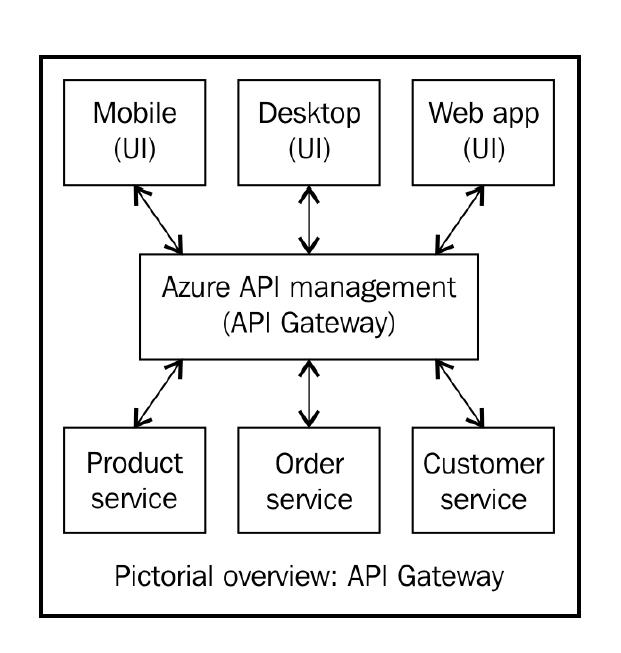 Mobile
(UI)
Desktop
(UI)
Web app
(UI)
Azure API management
(API Gateway)
Product
service
Order
service
Customer
service
Pictorial overview: API Gateway